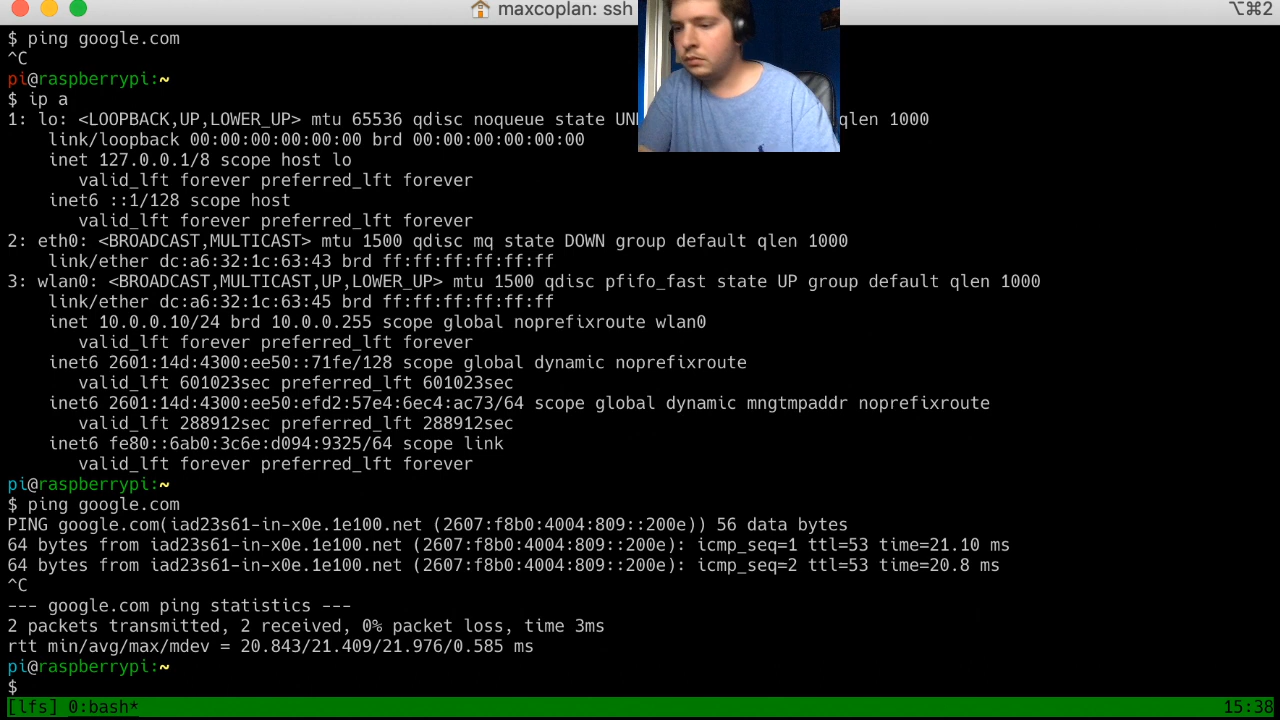 maxcoplan: ssh
⌥⌘2
$ ping google.com
^C
pi@raspberrypi:~
$ ip a
1: lo: <LOOPBACK,UP,LOWER_UP> mtu 65536 qdisc noqueue state qlen 1000
link/loopback 00:00:00:00:00:00 brd 00:00:00:00:00:00
inet 127.0.0.1/8 scope host lo
valid_lft forever preferred_lft forever
inet6 ::1/128 scope host
valid_lft forever preferred_lft forever
2: eth0: <BROADCAST,MULTICAST> mtu 1500 qdisc mq state DOWN group default qlen 1000
link/ether dc:a6:32:1c:63:43 brd ff:ff:ff:ff:ff:ff
3: wlan0: <BROADCAST,MULTICAST,UP,LOWER_UP> mtu 1500 qdisc pfifo_fast state UP group default qlen 1000
link/ether dc:a6:32:1c:63:45 brd ff:ff:ff:ff:ff:ff
inet 10.0.0.10/24 brd 10.0.0.255 scope global noprefixroute wlan0
valid_lft forever preferred_lft forever
inet6 2601:14d:4300:ee50::71fe/128 scope global dynamic noprefixroute
valid_lft 601023sec preferred_lft 601023sec
inet6 2601:14d:4300:ee50:efd2:57e4:6ec4:ac73/64 scope global dynamic mngtmpaddr noprefixroute
valid_lft 288912sec preferred_lft 288912sec
inet6 fe80::6ab0:3c6e:d094:9325/64 scope link
valid_lft forever preferred_lft forever
pi@raspberrypi:~
$ ping google.com
PING google.com(iad23s61-in-x0e.1e100.net (2607:f8b0:4004:809::200e)) 56 data bytes
64 bytes from iad23s61-in-x0e.1e100.net (2607:f8b0:4004:809::200e): icmp_seq=1 ttl=53 time=21.10 ms
64 bytes from iad23s61-in-x0e.1e100.net (2607:f8b0:4004:809::200e): icmp_seq=2 ttl=53 time=20.8 ms
^C
--- google.com ping statistics ---
2 packets transmitted, 2 received, 0% packet loss, time 3ms
rtt min/avg/max/mdev = 20.843/21.409/21.976/0.585 ms
pi@raspberrypi:~
$
[lfs] 0:bash*
15:38